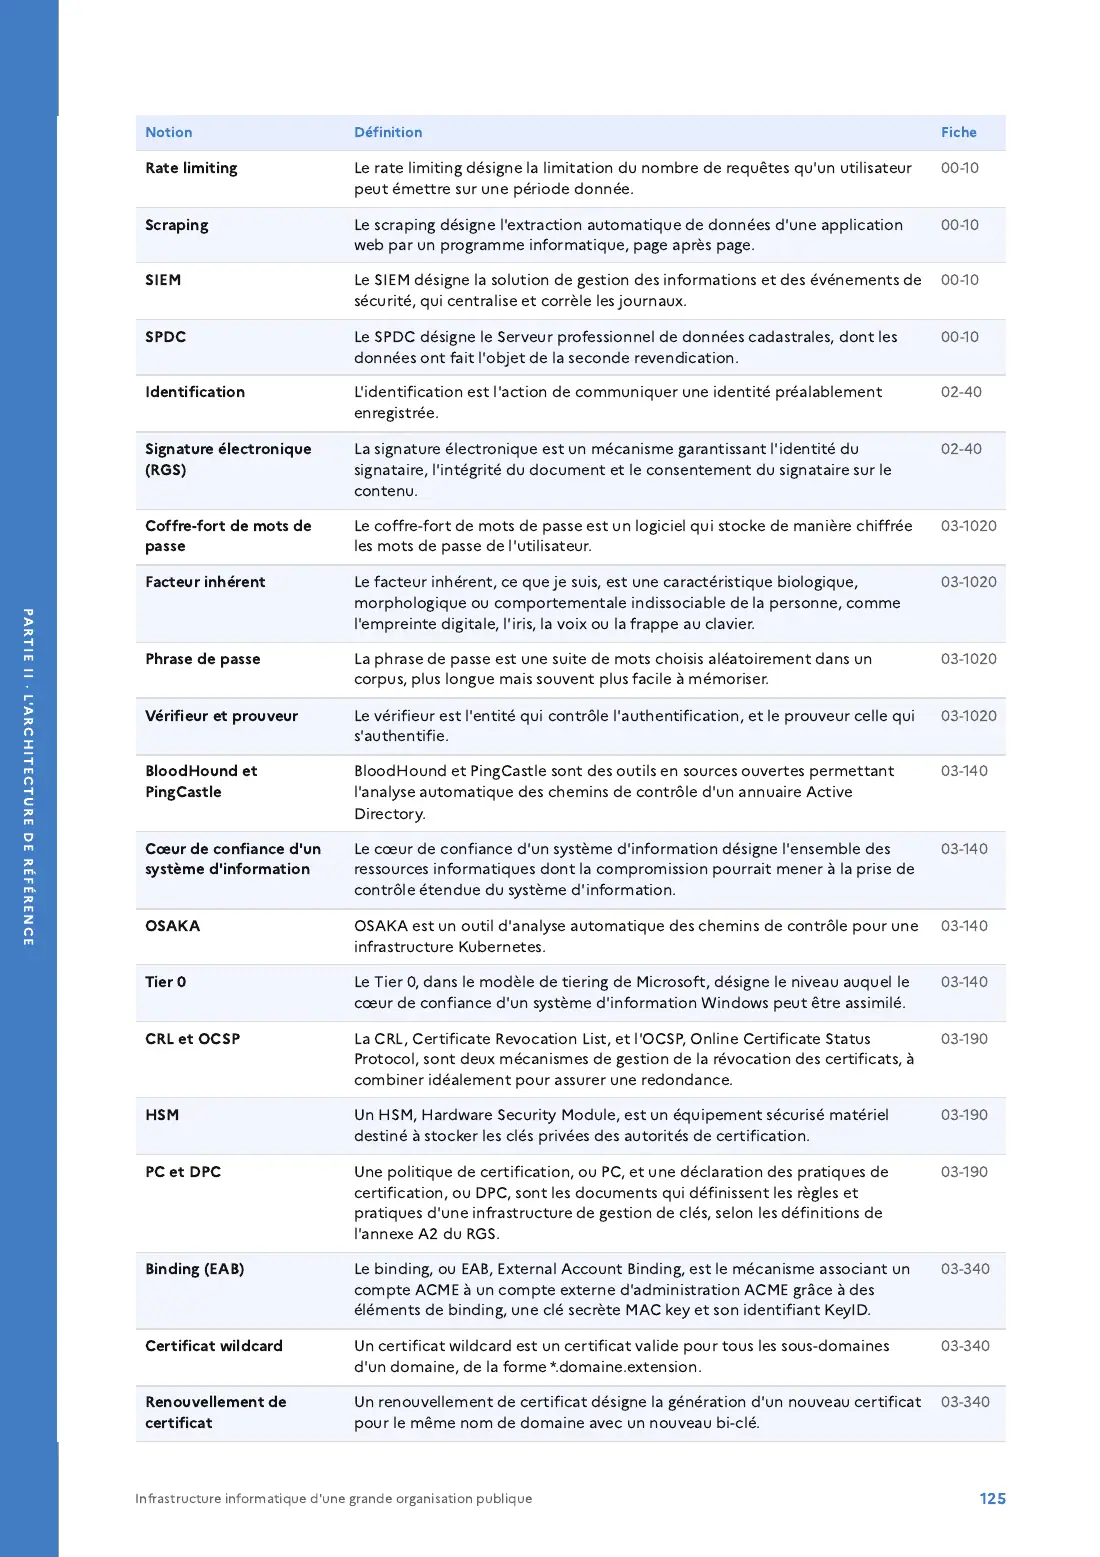 Notion Définition Fiche
Rate limiting Le rate limiting désigne la limitation du nombre de requêtes qu'un utilisateur 00-10
peut émettre sur une période donnée.
Scraping Le scraping désigne l'extraction automatique de données d'une application 00-10
web par un programme informatique, page après page.
SIEM Le SIEM désigne la solution de gestion des informations et des événements de 00-10
sécurité, qui centralise et corrèle les journaux.
SPDC Le SPDC désigne le Serveur professionnel de données cadastrales, dont les 00-10
données ont fait l'objet de la seconde revendication.
Identification L'identification est l'action de communiquer une identité préalablement 02-40
enregistrée.
Signature électronique La signature électronique est un mécanisme garantissant l'identité du 02-40
(RGS) signataire, l'intégrité du document et le consentement du signataire sur le
contenu.
Coffre-fort de mots de Le coffre-fort de mots de passe est un logiciel qui stocke de manière chiffrée 03-1020
passe les mots de passe de l'utilisateur.
Facteur inhérent Le facteur inhérent, ce que je suis, est une caractéristique biologique, 03-1020
morphologique ou comportementale indissociable de la personne, comme
l'empreinte digitale, l'iris, la voix ou la frappe au clavier.
Phrase de passe La phrase de passe est une suite de mots choisis aléatoirement dans un 03-1020
corpus, plus longue mais souvent plus facile à mémoriser.
Vérifieur et prouveur Le vérifieur est l'entité qui contrôle l'authentification, et le prouveur celle qui 03-1020
s'authentifie.
BloodHound et BloodHound et PingCastle sont des outils en sources ouvertes permettant 03-140
PingCastle l'analyse automatique des chemins de contrôle d'un annuaire Active
Directory.
Cœur de confiance d'un Le cœur de confiance d'un système d'information désigne l'ensemble des 03-140
système d'information ressources informatiques dont la compromission pourrait mener à la prise de
contrôle étendue du système d'information.
OSAKA OSAKA est un outil d'analyse automatique des chemins de contrôle pour une 03-140
infrastructure Kubernetes.
Tier 0 Le Tier 0, dans le modèle de tiering de Microsoft, désigne le niveau auquel le 03-140
cœur de confiance d'un système d'information Windows peut être assimilé.
CRL et OCSP La CRL, Certificate Revocation List, et l'OCSP, Online Certificate Status 03-190
Protocol, sont deux mécanismes de gestion de la révocation des certificats, à
combiner idéalement pour assurer une redondance.
HSM Un HSM, Hardware Security Module, est un équipement sécurisé matériel 03-190
destiné à stocker les clés privées des autorités de certification.
PC et DPC Une politique de certification, ou PC, et une déclaration des pratiques de 03-190
certification, ou DPC, sont les documents qui définissent les règles et
pratiques d'une infrastructure de gestion de clés, selon les définitions de
l'annexe A2 du RGS.
Binding (EAB) Le binding, ou EAB, External Account Binding, est le mécanisme associant un 03-340
compte ACME à un compte externe d'administration ACME grâce à des
éléments de binding, une clé secrète MAC key et son identifiant KeyID.
Certificat wildcard Un certificat wildcard est un certificat valide pour tous les sous-domaines 03-340
d'un domaine, de la forme *.domaine.extension.
Renouvellement de Un renouvellement de certificat désigne la génération d'un nouveau certificat 03-340
certificat pour le même nom de domaine avec un nouveau bi-clé.
PARTIE II · L'ARCHITECTURE DE RÉFÉRENCE
Infrastructure informatique d'une grande organisation publique 125